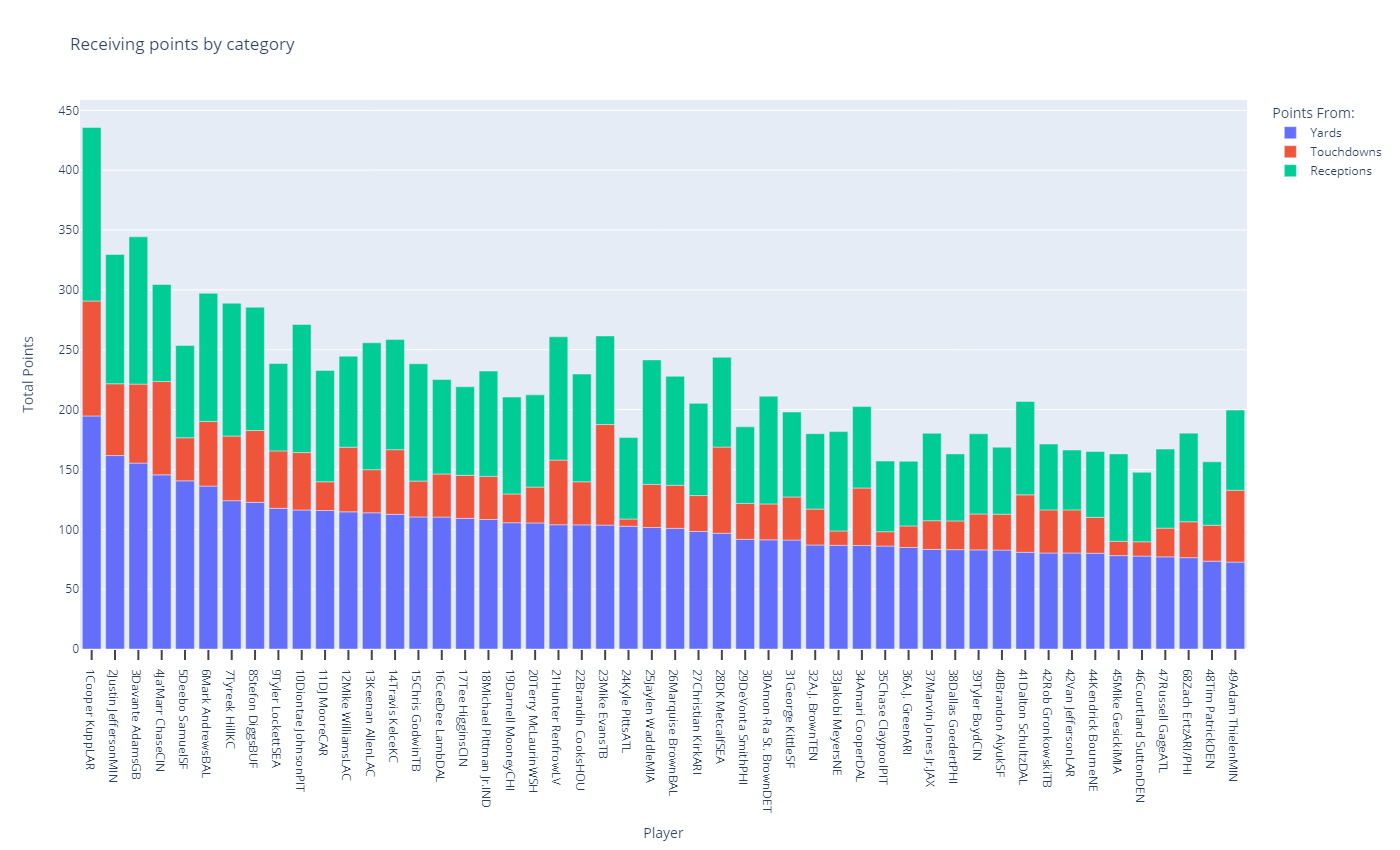 Receiving points by category
450
400
350
300
250
200
150
100
50
0
Total Points
Points From:
Yards
Touchdowns
Receptions
1Cooper KuppLAR
2Justin JeffersonMIN
3Davante AdamsGB
4Ja'Marr ChaseCIN
5Deebo SamuelSF
6Mark AndrewsBAL
7Tyreek HillKC
8Stefon DiggsBUF
9Tyler LockettSEA
10Diontae JohnsonPIT
11DJ MooreCAR
12Mike WilliamsLAC
13Keenan AllenLAC
14Travis KelceKC
15Chris GodwinTB
16CeeDee LambDAL
17Tee HigginsCIN
18Michael Pittman Jr.IND
19Darnell MooneyCHI
20Terry McLaurinWSH
21Hunter RenfrowLV
22Brandin CooksHOU
23Mike EvansTB
24Kyle PittsATL
25Jaylen WaddleMIA
26Marquise BrownBAL
27Christian KirkARI
28DK MetcalfSEA
29DeVonta SmithPHI
30Amon-Ra St. BrownDET
31George KittleSF
32A.J. BrownTEN
33Jakobi MeyersNE
34Amari CooperDAL
35Chase ClaypoolPIT
36A.J. GreenARI
37Marvin Jones Jr.JAX
38Dallas GoedertPHI
39Tyler BoydCIN
40Brandon AiyukSF
41Dalton SchultzDAL
42Rob GronkowskiTB
42Van JeffersonLAR
44Kendrick BourneNE
45Mike GesickiMIA
46Courtland SuttonDEN
47Russell GageATL
68Zach ErtzARI/PHI
48Tim PatrickDEN
49Adam ThielenMIN
Player